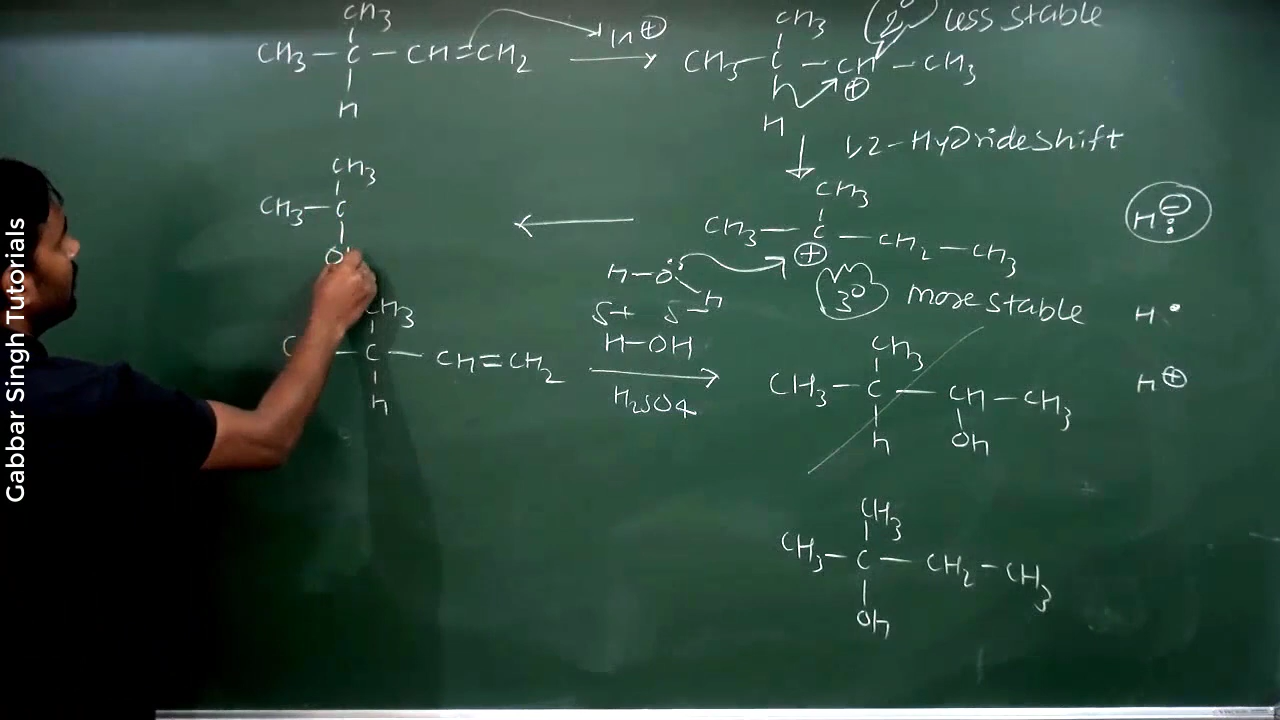 CH3
CH3 – C – CH = CH2
H
H⊕
CH3 2° less stable
CH3 – C – CH – CH3
⊕
H
1,2 - Hydride shift
CH3
CH3 – C
OH
CH3
CH3 – C – CH2 – CH3
⊕
H – O – H
3° more stable
H⊖:
H•
H⊕
CH3
C – C – CH = CH2
H
δ+ δ-
H – OH
H2SO4
CH3
CH3 – C – CH – CH3
H OH
CH3
CH3 – C – CH2 – CH3
OH
Gabbar Singh Tutorials